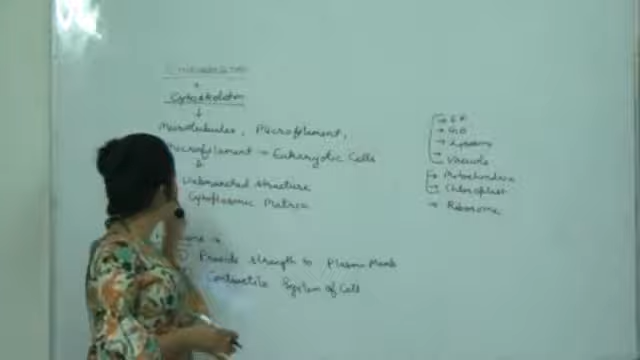 Cytoskeleton
Microtubules, Microfilament,
Microfilament → Eukaryotic Cells
Unbranched structure
Cytoplasmic Matrix
① Provide strength to Plasma Memb
Contractile System of Cell
→ E.R
→ G.B
→ Lysosome
→ Vacuole
→ Mitochondria
→ Chloroplast
→ Ribosome